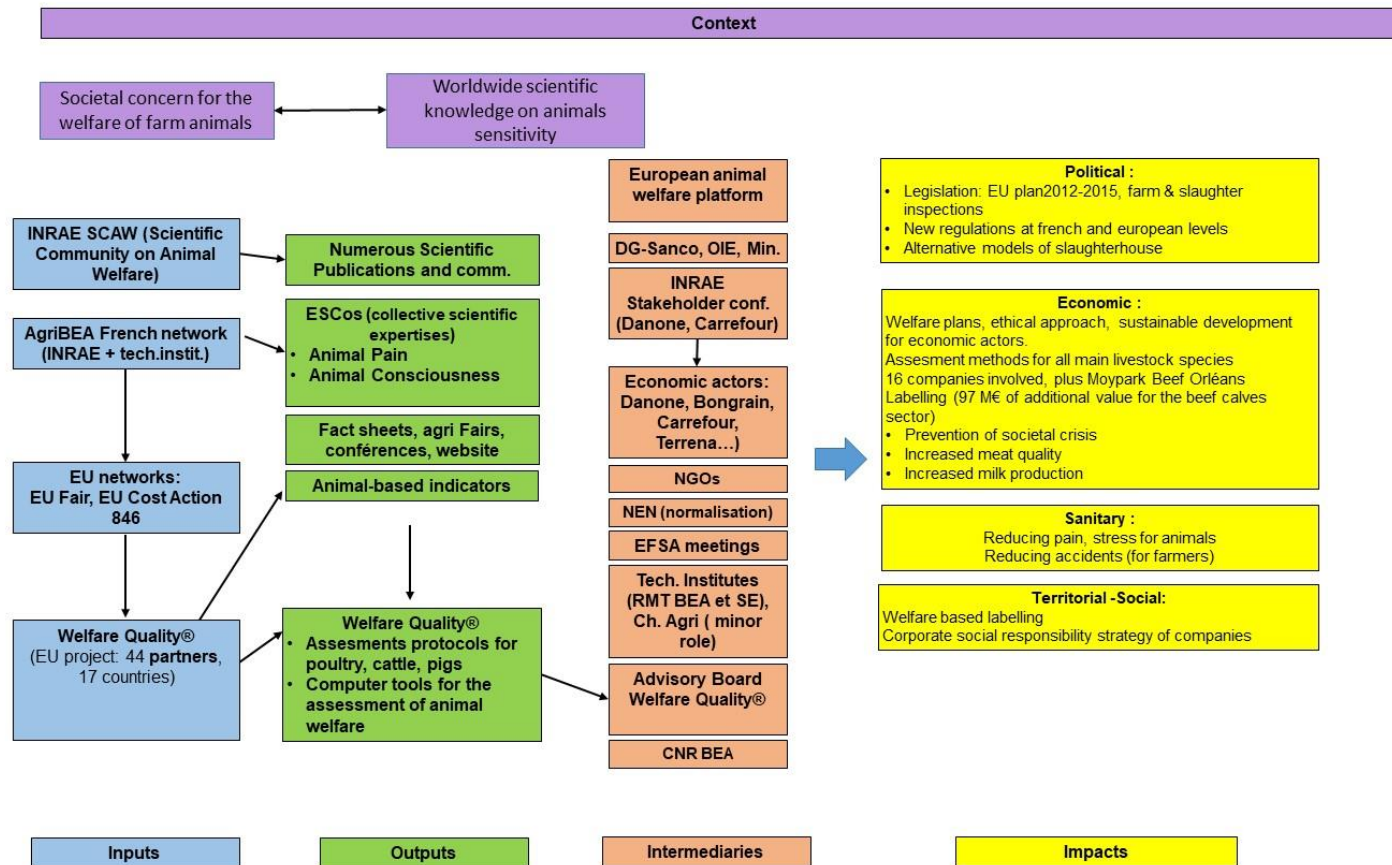 Context
Societal concern for the
welfare of farm animals
Worldwide scientific
knowledge on animals
sensitivity
INRAE SCAW (Scientific
Community on Animal
Welfare)
AgriBEA French network
(INRAE + tech.instit.)
EU networks:
EU Fair, EU Cost Action
846
Welfare Quality®
(EU project: 44 partners,
17 countries)
Numerous Scientific
Publications and comm.
ESCos (collective scientific
expertises)
• Animal Pain
• Animal Consciousness
Fact sheets, agri Fairs,
conférences, website
Animal-based indicators
Welfare Quality®
• Assesments protocols for
poultry, cattle, pigs
• Computer tools for the
assessment of animal
welfare
European animal
welfare platform
DG-Sanco, OIE, Min.
INRAE
Stakeholder conf.
(Danone, Carrefour)
Economic actors:
Danone, Bongrain,
Carrefour,
Terrena…)
NGOs
NEN (normalisation)
EFSA meetings
Tech. Institutes
(RMT BEA et SE),
Ch. Agri ( minor
role)
Advisory Board
Welfare Quality®
CNR BEA
Political :
• Legislation: EU plan2012-2015, farm & slaughter
inspections
• New regulations at french and european levels
• Alternative models of slaughterhouse
Economic :
Welfare plans, ethical approach, sustainable development
for economic actors.
Assesment methods for all main livestock species
16 companies involved, plus Moypark Beef Orléans
Labelling (97 M€ of additional value for the beef calves
sector)
• Prevention of societal crisis
• Increased meat quality
• Increased milk production
Sanitary :
Reducing pain, stress for animals
Reducing accidents (for farmers)
Territorial -Social:
Welfare based labelling
Corporate social responsibility strategy of companies
Inputs
Outputs
Intermediaries
Impacts